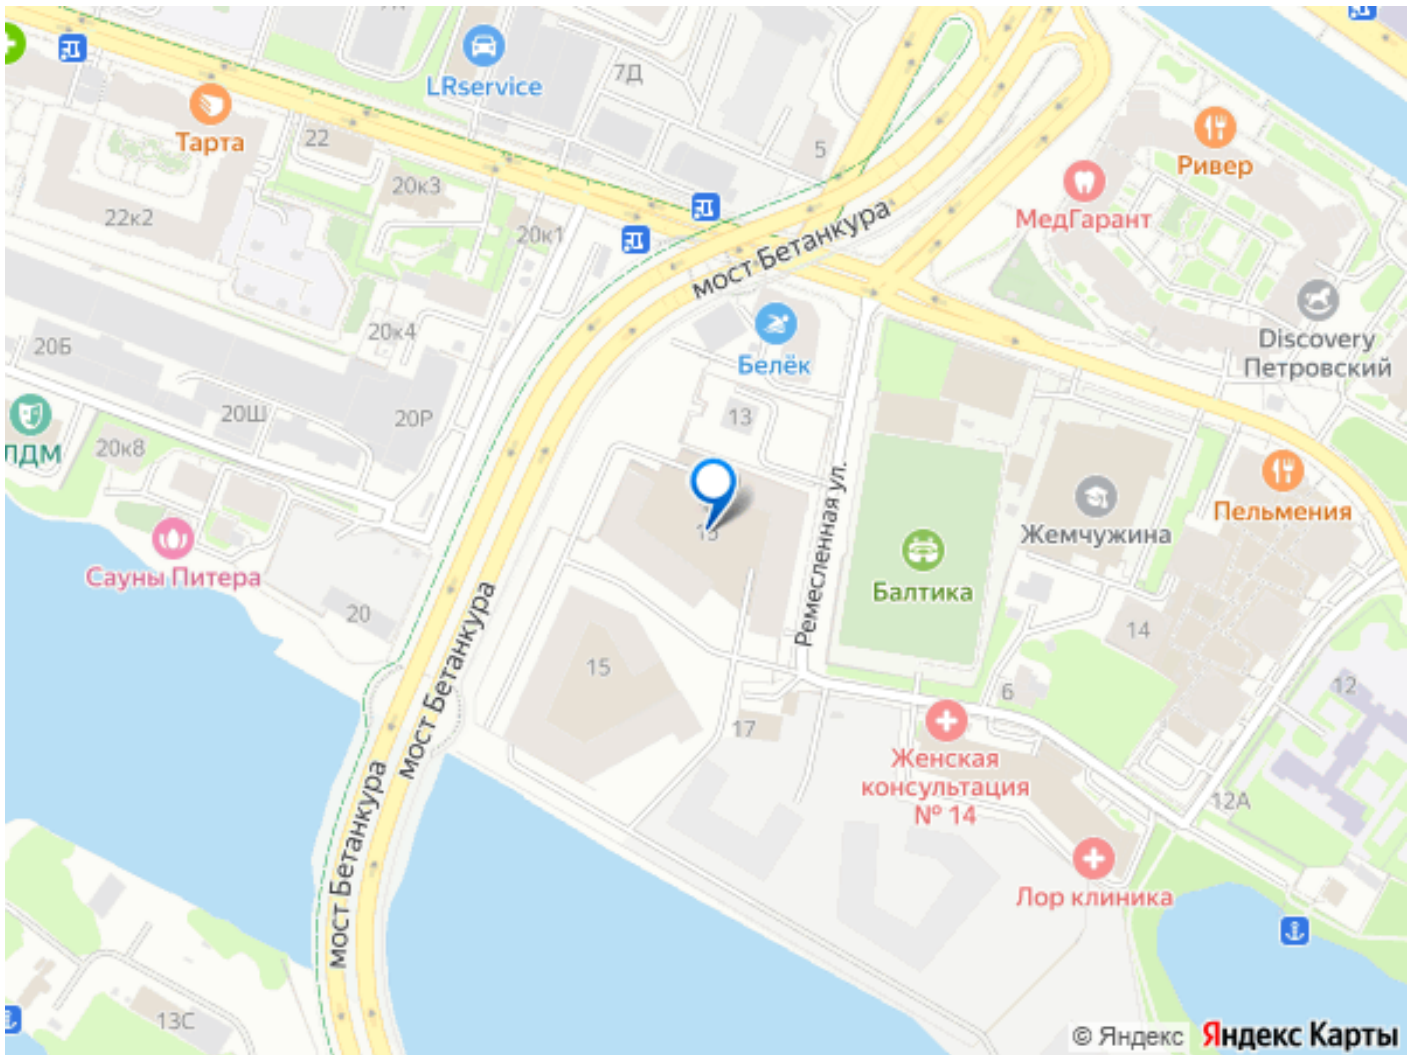 LRservice
7Д
Тарта
22
20к3
22к2
20к1
5
Ривер
МедГарант
мост Бетанкура
Discovery
Петровский
20Б
20к4
Белёк
20Ш
20Р
13
ЛДМ
20к8
Пельмения
Жемчужина
15
Сауны Питера
20
Балтика
Ремесленная ул.
14
15
6
12
17
мост Бетанкура
мост Бетанкура
Женская
консультация
№ 14
12А
Лор клиника
13С
© Яндекс
Яндекс Карты